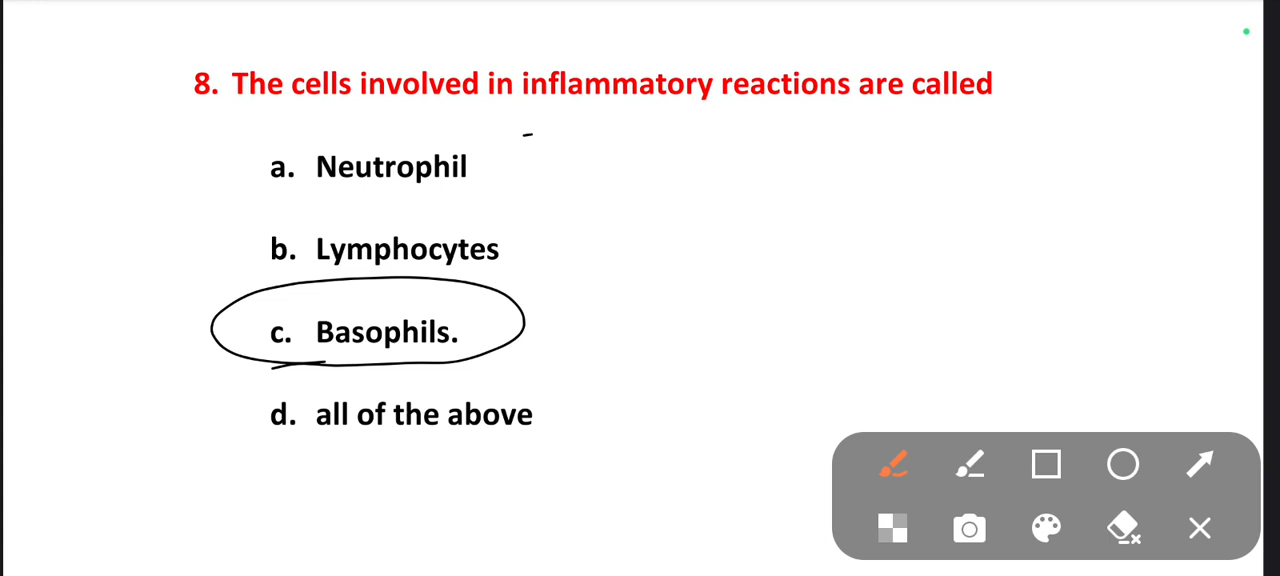 8. The cells involved in inflammatory reactions are called
a. Neutrophil
b. Lymphocytes
c. Basophils.
d. all of the above